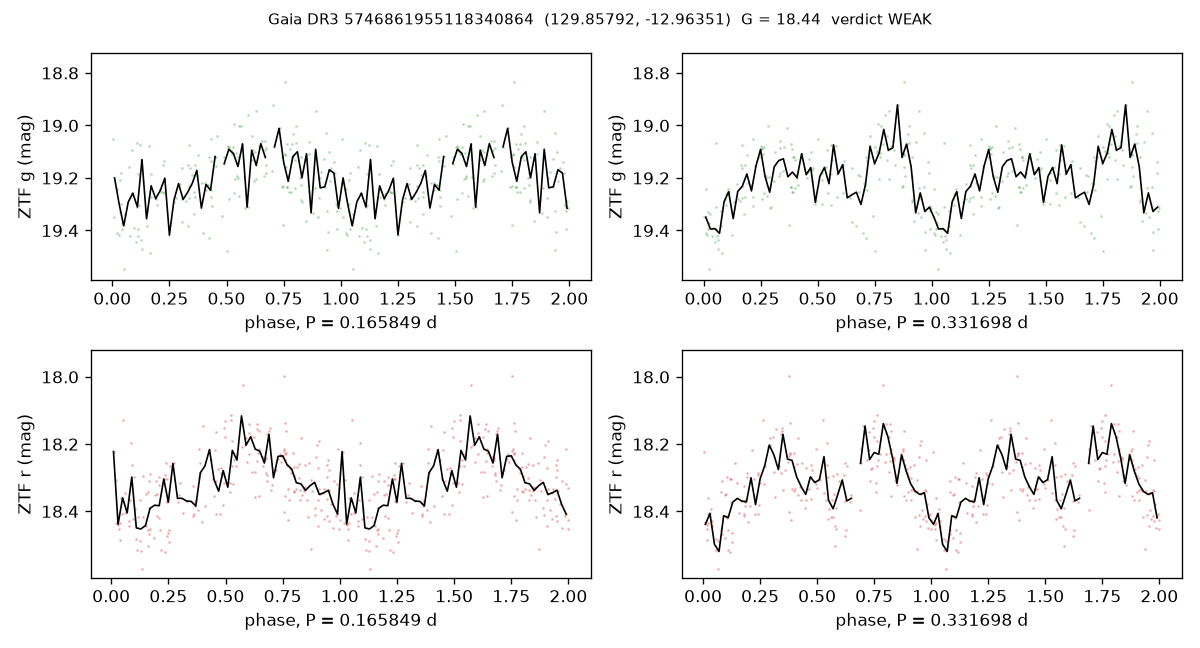 Gaia DR3 5746861955118340864 (129.85792, -12.96351) G = 18.44 verdict WEAK
ZTF g (mag)
18.8
19.0
19.2
19.4
0.00 0.25 0.50 0.75 1.00 1.25 1.50 1.75 2.00
phase, P = 0.165849 d
ZTF g (mag)
18.8
19.0
19.2
19.4
0.00 0.25 0.50 0.75 1.00 1.25 1.50 1.75 2.00
phase, P = 0.331698 d
ZTF r (mag)
18.0
18.2
18.4
0.00 0.25 0.50 0.75 1.00 1.25 1.50 1.75 2.00
phase, P = 0.165849 d
ZTF r (mag)
18.0
18.2
18.4
0.00 0.25 0.50 0.75 1.00 1.25 1.50 1.75 2.00
phase, P = 0.331698 d